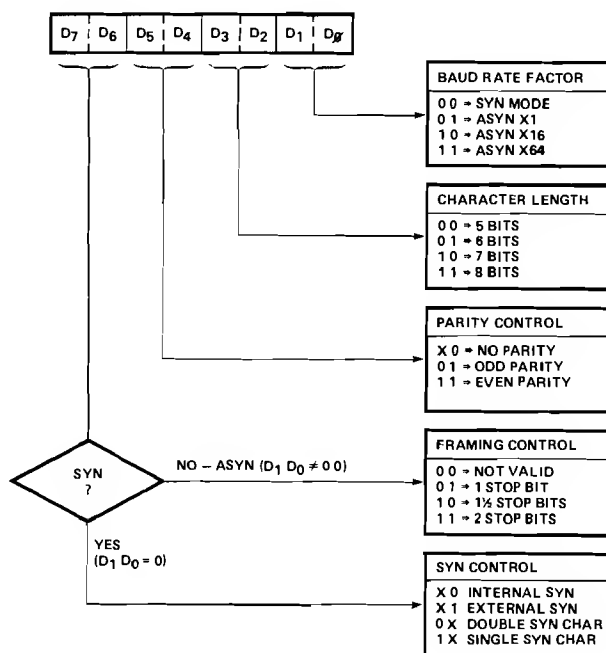 D7 D6 D5 D4 D3 D2 D1 D0
BAUD RATE FACTOR
0 0 = SYN MODE
0 1 = ASYN X1
1 0 = ASYN X16
1 1 = ASYN X64
CHARACTER LENGTH
0 0 = 5 BITS
0 1 = 6 BITS
1 0 = 7 BITS
1 1 = 8 BITS
PARITY CONTROL
X 0 = NO PARITY
0 1 = ODD PARITY
1 1 = EVEN PARITY
SYN
?
NO – ASYN (D1 D0 ≠ 0 0)
FRAMING CONTROL
0 0 = NOT VALID
0 1 = 1 STOP BIT
1 0 = 1½ STOP BITS
1 1 = 2 STOP BITS
YES
(D1 D0 = 0)
SYN CONTROL
X 0 INTERNAL SYN
X 1 EXTERNAL SYN
0 X DOUBLE SYN CHAR
1 X SINGLE SYN CHAR